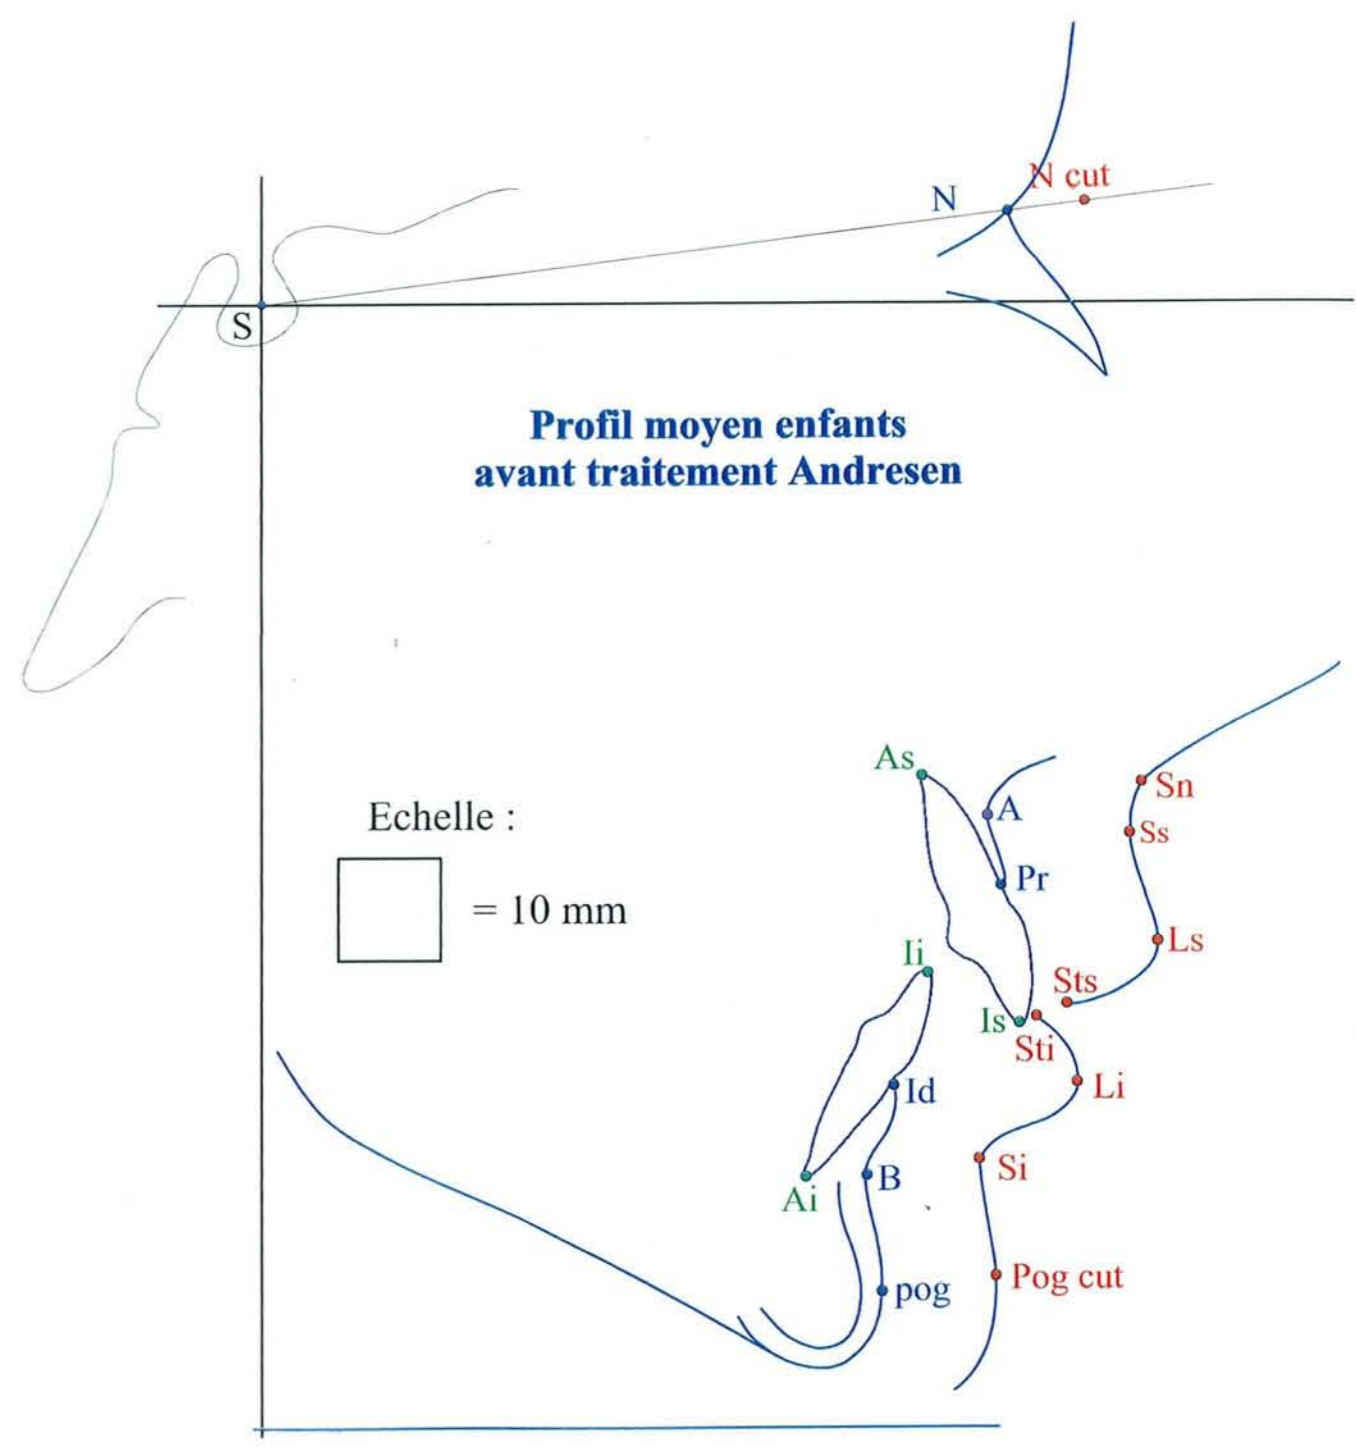 N cut
N
S
Profil moyen enfants
avant traitement Andresen
As
Sn
A
Echelle :
Ss
Pr
= 10 mm
Ls
Ii
Sts
Is
Sti
Li
Id
Si
B
Ai
Pog cut
pog